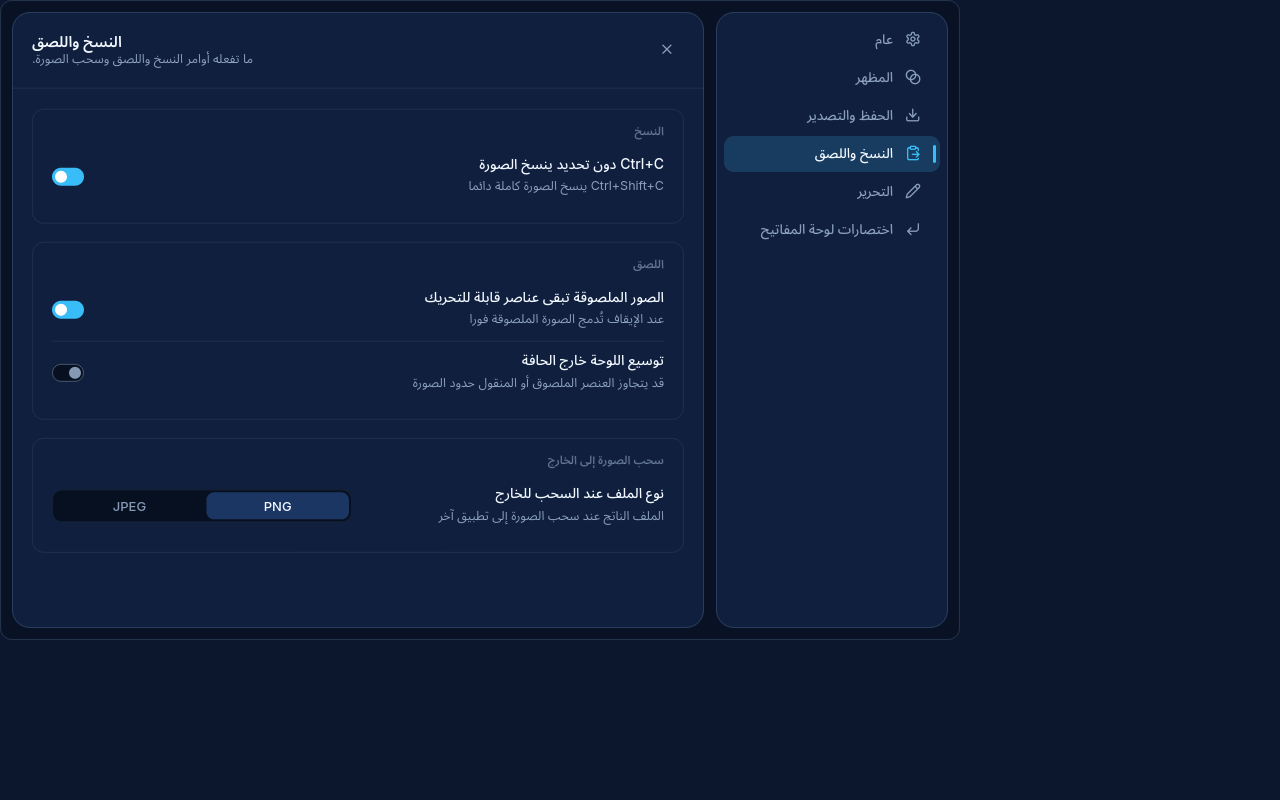 عام
المظهر
الحفظ والتصدير
النسخ واللصق
التحرير
اختصارات لوحة المفاتيح
النسخ واللصق
ما تفعله أوامر النسخ واللصق وسحب الصورة.
النسخ
Ctrl+C دون تحديد ينسخ الصورة
Ctrl+Shift+C ينسخ الصورة كاملة دائما
اللصق
الصور الملصوقة تبقى عناصر قابلة للتحريك
عند الإيقاف تُدمج الصورة الملصوقة فورا
توسيع اللوحة خارج الحافة
قد يتجاوز العنصر الملصوق أو المنقول حدود الصورة
سحب الصورة إلى الخارج
نوع الملف عند السحب للخارج
الملف الناتج عند سحب الصورة إلى تطبيق آخر
PNG
JPEG